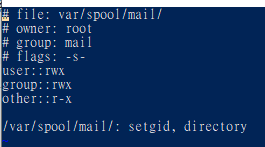 # file: var/spool/mail/
# owner: root
# group: mail
# flags: -s-
user::rwx
group::rwx
other::r-x
/var/spool/mail/: setgid, directory